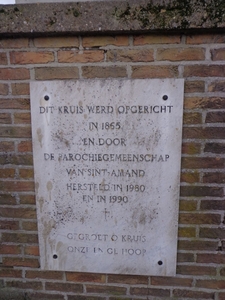 DIT KRUIS WERD OPGERICHT
IN 1865
EN DOOR
DE PAROCHIEGEMEENSCHAP
VAN SINT-AMAND
HERSTELD IN 1980
EN IN 1990
GEGROET O KRUIS
ONZE ENIGE HOOP